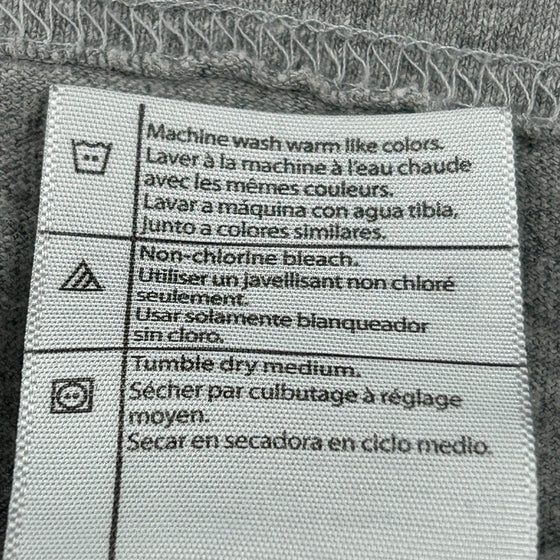 Machine wash warm like colors.
Laver à la machine à l'eau chaude
avec les mêmes couleurs.
Lavar a máquina con agua tibia,
junto a colores similares.
Non-chlorine bleach.
Utiliser un javellisant non chloré
seulement.
Usar solamente blanqueador
sin cloro.
Tumble dry medium.
Sécher par culbutage à réglage
moyen.
Secar en secadora en ciclo medio.